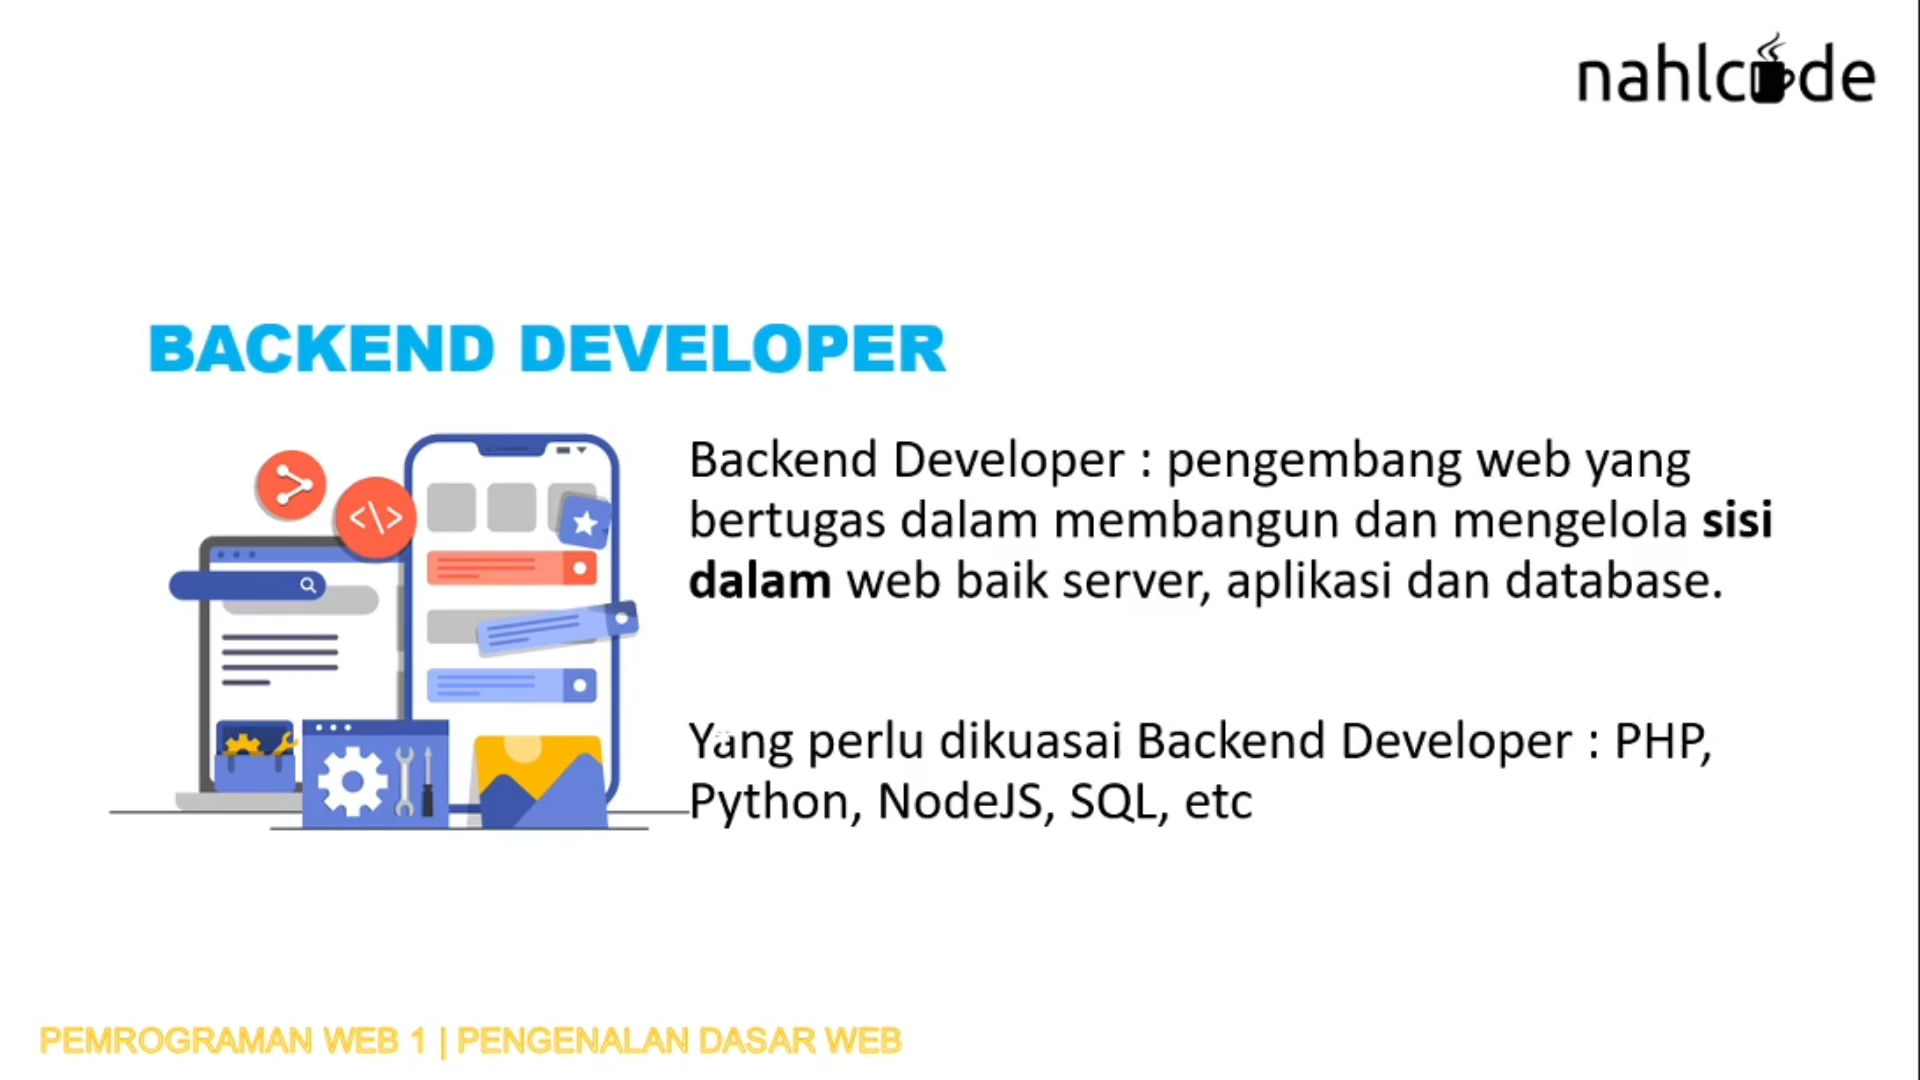 nahlcode
BACKEND DEVELOPER
Backend Developer : pengembang web yang
bertugas dalam membangun dan mengelola sisi
dalam web baik server, aplikasi dan database.
Yang perlu dikuasai Backend Developer : PHP,
Python, NodeJS, SQL, etc
PEMROGRAMAN WEB 1 | PENGENALAN DASAR WEB